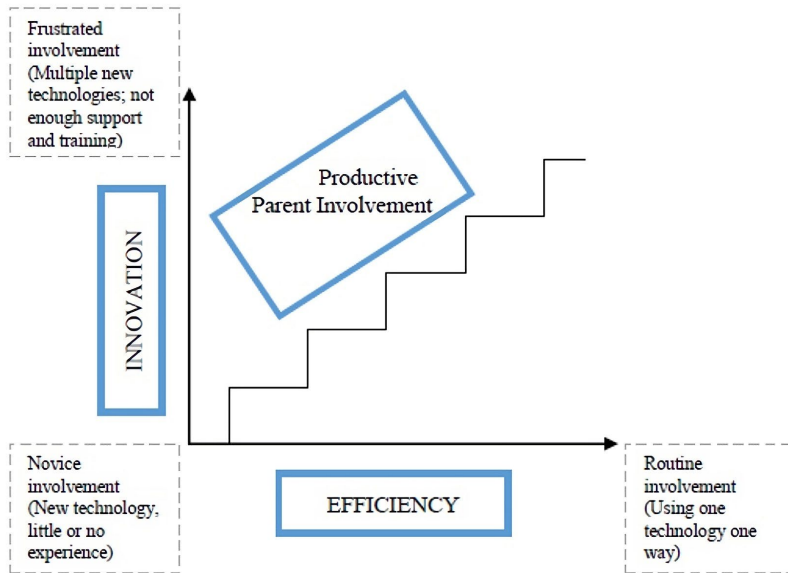 Frustrated
involvement
(Multiple new
technologies; not
enough support
and training)
Productive
Parent Involvement
INNOVATION
Novice
involvement
(New technology,
little or no
experience)
EFFICIENCY
Routine
involvement
(Using one
technology one
way)